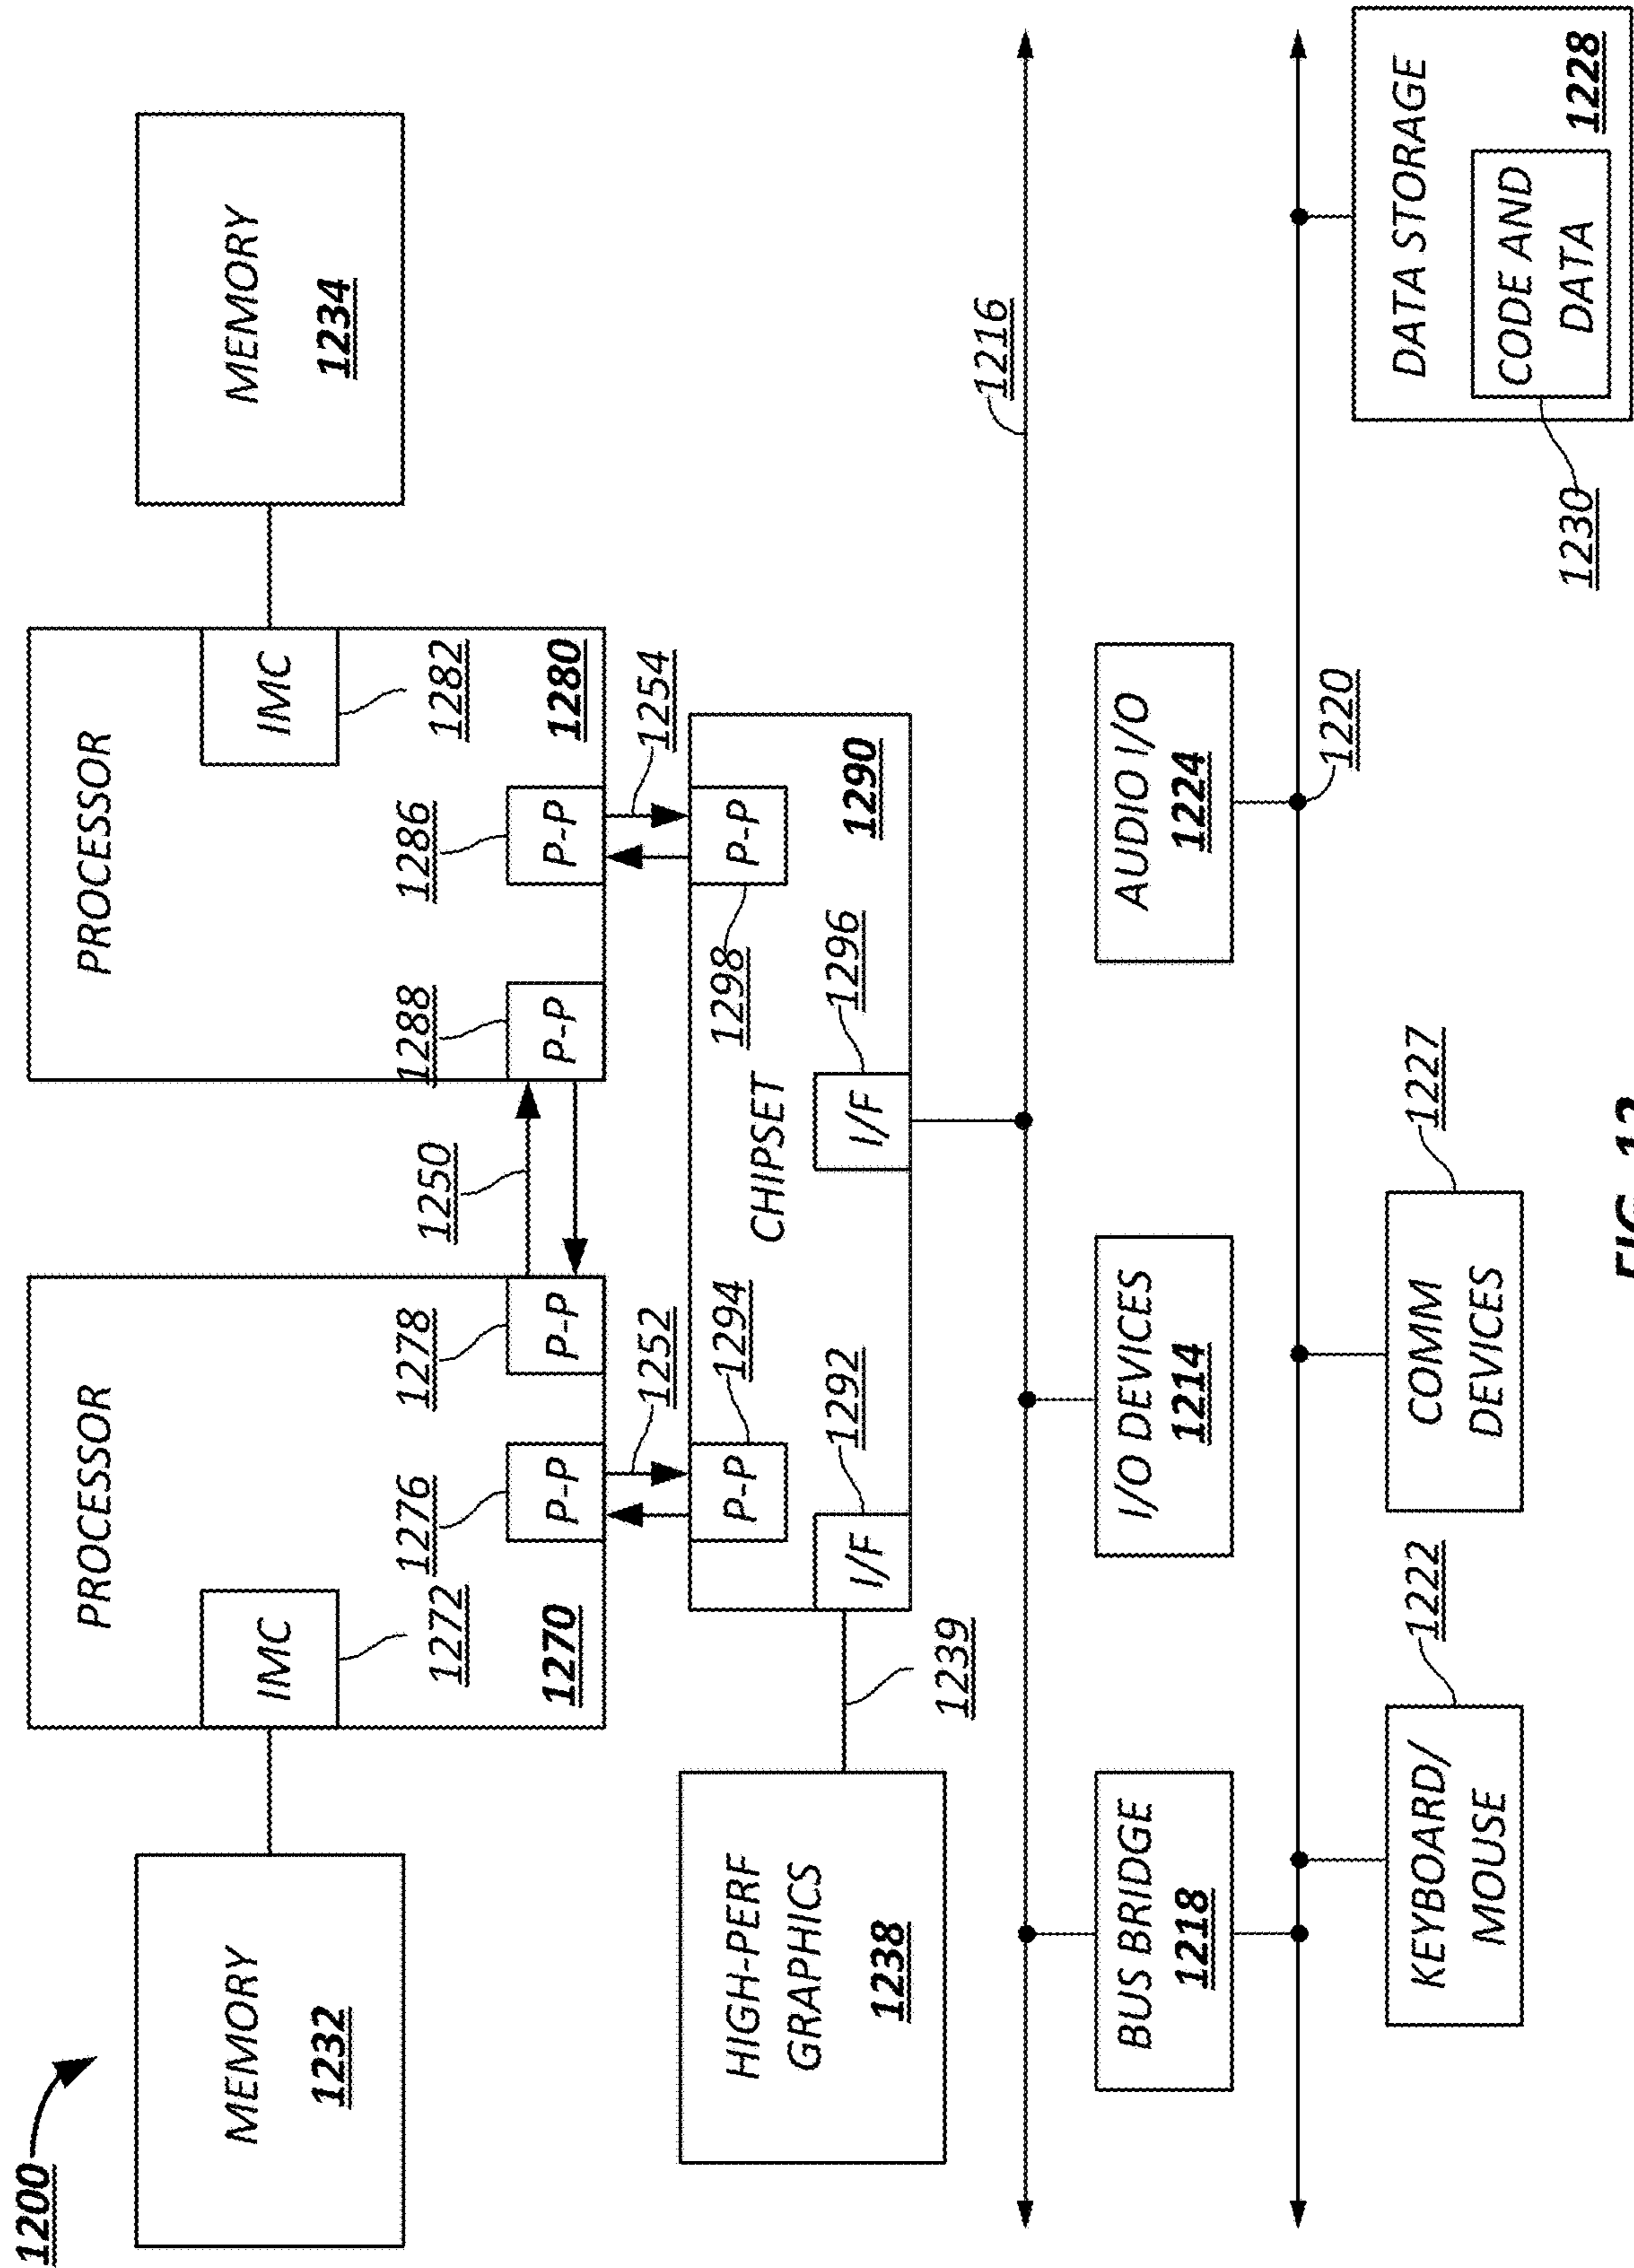 1200
MEMORY
1232
PROCESSOR
IMC
1272
1270
1276
P-P
1278
P-P
1250
PROCESSOR
1288
P-P
1286
P-P
IMC
1282
1280
MEMORY
1234
1252
1254
HIGH-PERF
GRAPHICS
1238
1239
P-P
1294
I/F
1292
CHIPSET
1298
P-P
1290
I/F
1296
1216
BUS BRIDGE
1218
I/O DEVICES
1214
AUDIO I/O
1224
1220
KEYBOARD/
MOUSE
1222
COMM
DEVICES
1227
DATA STORAGE
CODE AND
DATA
1228
1230
FIG. 12